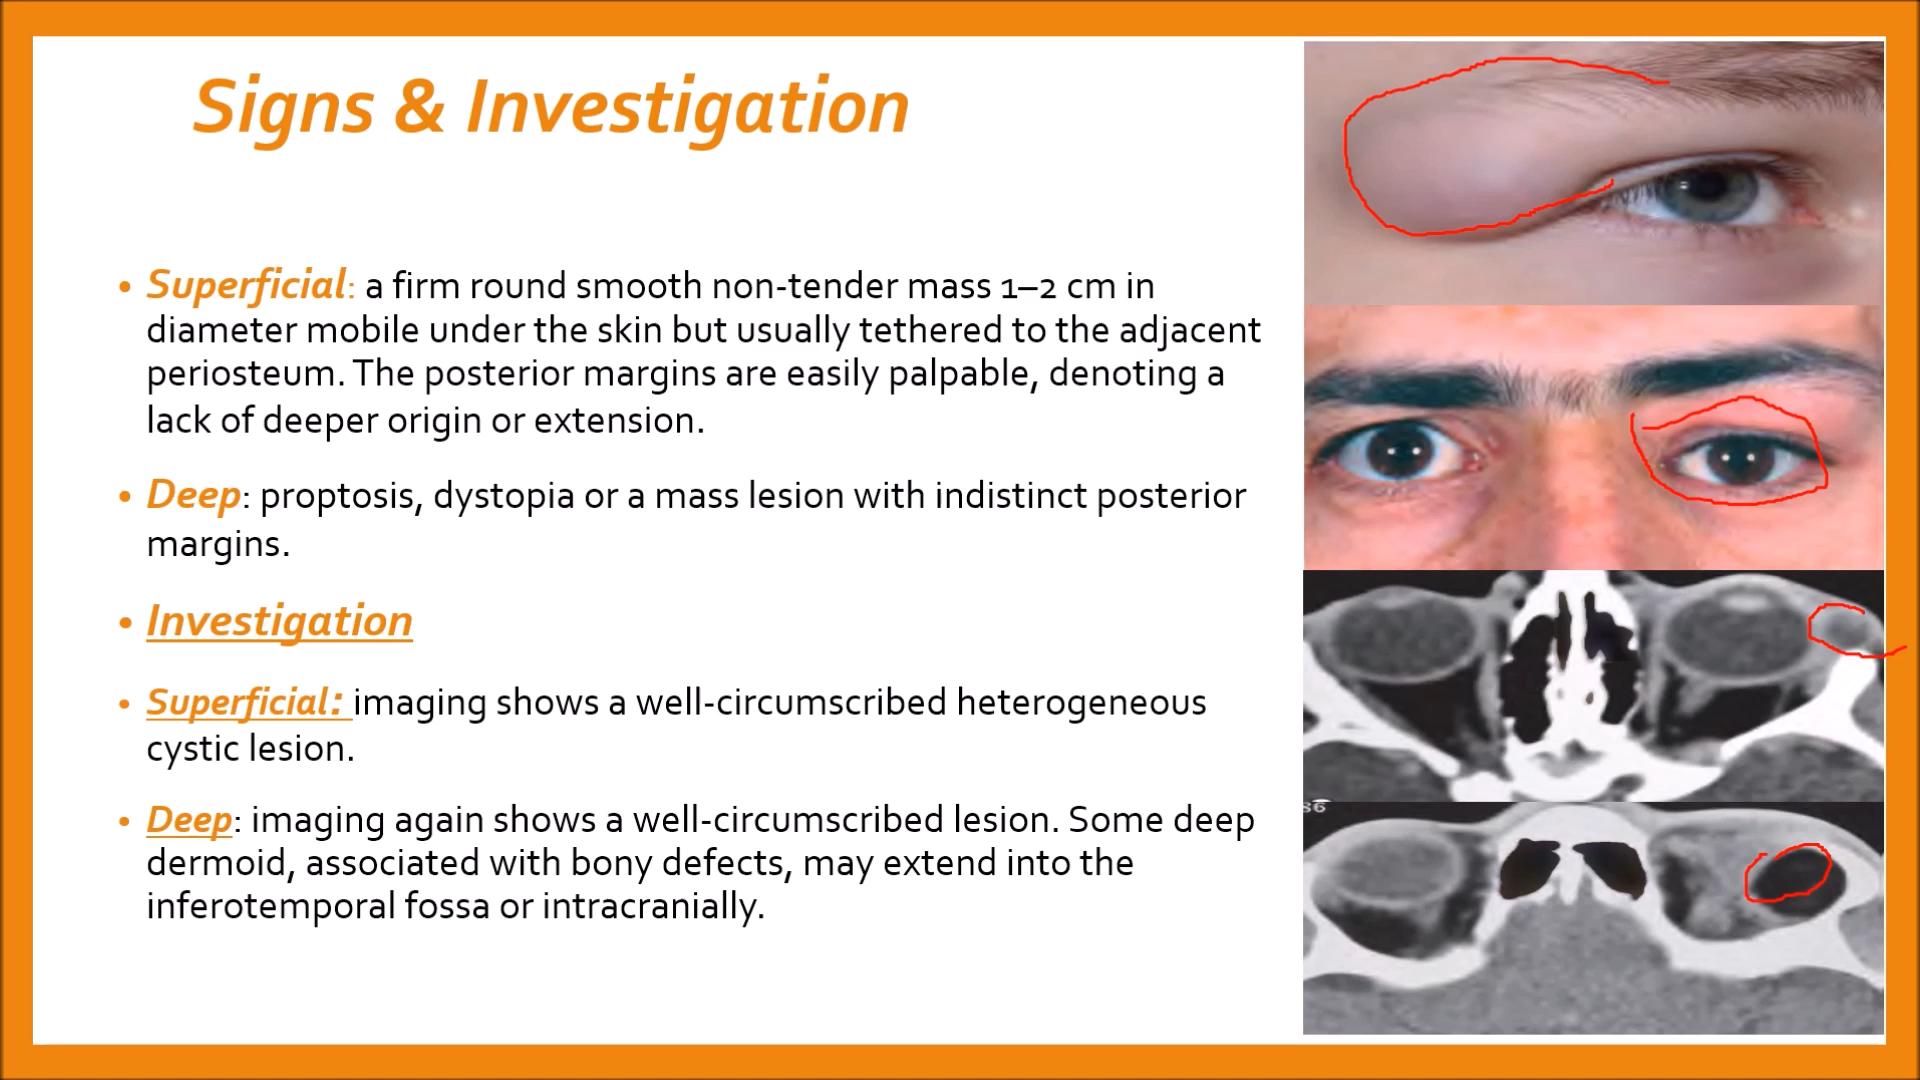 Signs & Investigation
• Superficial: a firm round smooth non-tender mass 1–2 cm in
diameter mobile under the skin but usually tethered to the adjacent
periosteum. The posterior margins are easily palpable, denoting a
lack of deeper origin or extension.
• Deep: proptosis, dystopia or a mass lesion with indistinct posterior
margins.
• Investigation
• Superficial: imaging shows a well-circumscribed heterogeneous
cystic lesion.
• Deep: imaging again shows a well-circumscribed lesion. Some deep
dermoid, associated with bony defects, may extend into the
inferotemporal fossa or intracranially.